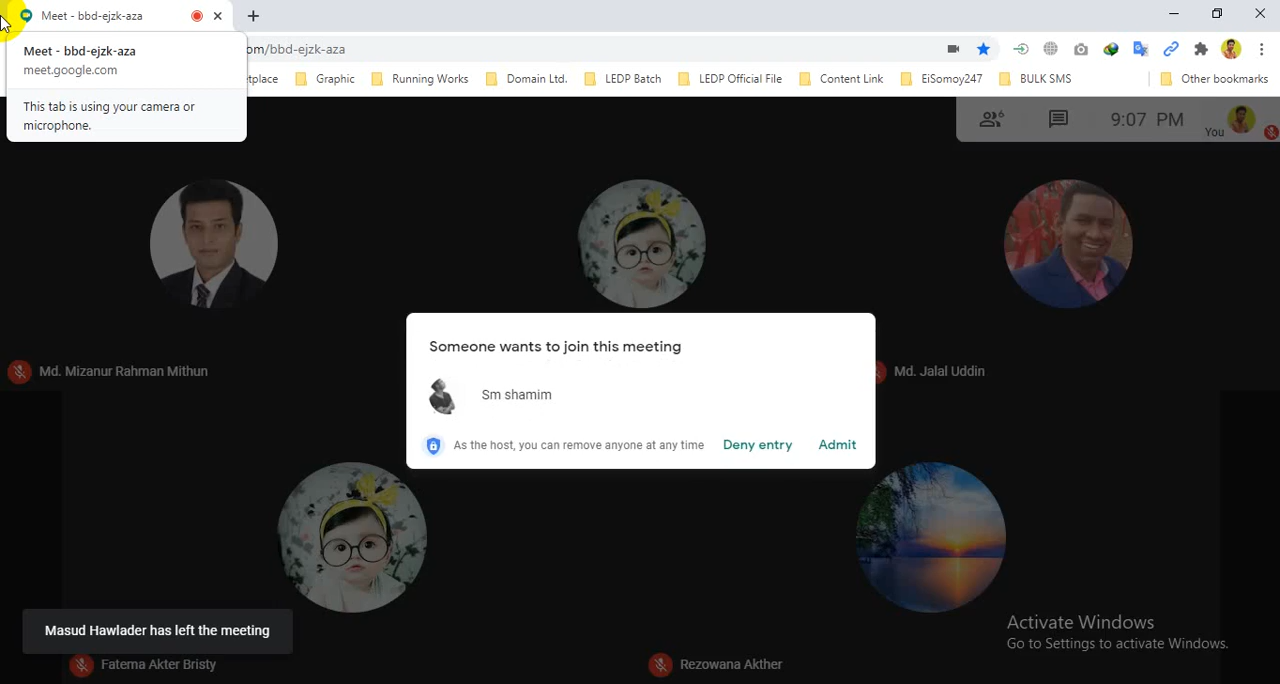 Meet - bbd-ejzk-aza
Meet - bbd-ejzk-aza
meet.google.com
This tab is using your camera or
microphone.
om/bbd-ejzk-aza
etplace
Graphic
Running Works
Domain Ltd.
LEDP Batch
LEDP Official File
Content Link
EiSomoy247
BULK SMS
Other bookmarks
6
9:07 PM
You
Md. Mizanur Rahman Mithun
Md. Jalal Uddin
Someone wants to join this meeting
Sm shamim
As the host, you can remove anyone at any time
Deny entry
Admit
Masud Hawlader has left the meeting
Fatema Akter Bristy
Rezowana Akther
Activate Windows
Go to Settings to activate Windows.